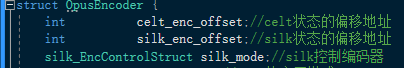 struct OpusEncoder {
int celt_enc_offset;//celt状态的偏移地址
int silk_enc_offset;//silk状态的偏移地址
silk_EncControlStruct silk_mode;//silk控制编码器